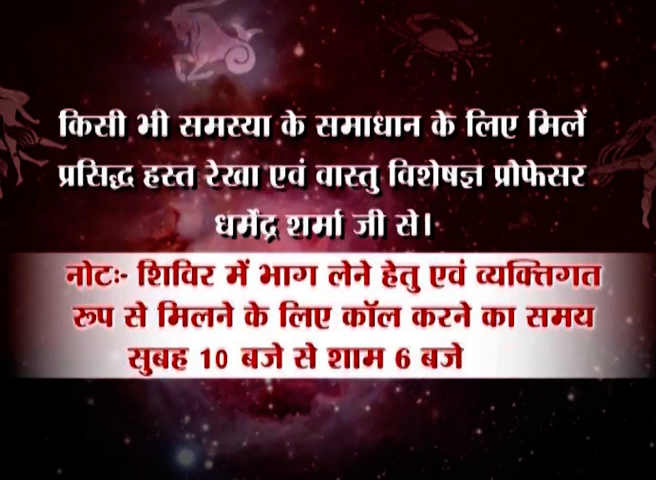 किसी भी समस्या के समाधान के लिए मिलें
प्रसिद्ध हस्त रेखा एवं वास्तु विशेषज्ञ प्रोफेसर
धर्मेंद्र शर्मा जी से।
नोटः- शिविर में भाग लेने हेतु एवं व्यक्तिगत
रूप से मिलने के लिए कॉल करने का समय
सुबह 10 बजे से शाम 6 बजे